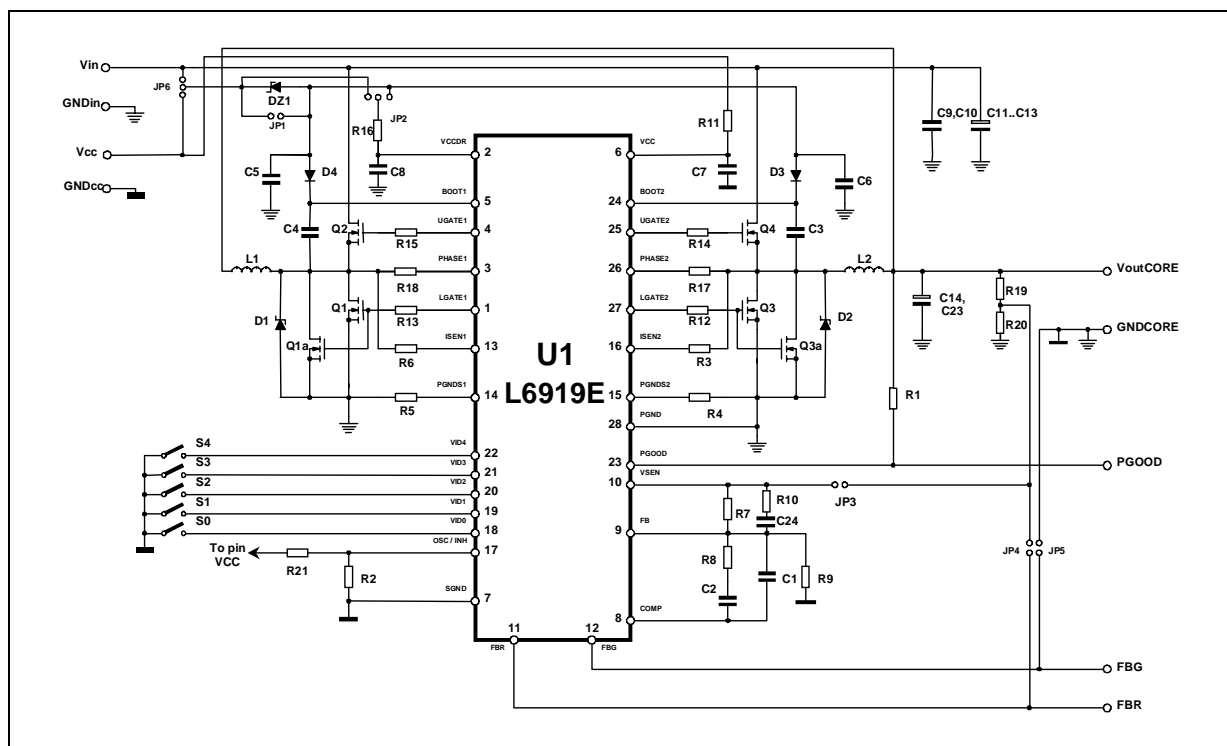 Vin
JP6
GNDin
DZ1
JP1
Vcc
GNDcc
JP2
R16
C5
D4
C8
VCCDR
2
BOOT1
5
C4
Q2
UGATE1
4
R15
L1
PHASE1
3
R18
Q1
LGATE1
1
R13
D1
Q1a
ISEN1
13
R6
PGNDS1
14
R5
S4
VID4
22
S3
VID3
21
S2
VID2
20
S1
VID1
19
S0
VID0
18
OSC / INH
17
To pin
VCC
R21
R2
SGND
7
U1
L6919E
11
FBR
12
FBG
R11
VCC
6
C7
D3
C6
C9,C10
C11..C13
BOOT2
24
UGATE2
25
R14
Q4
C3
PHASE2
26
R17
L2
VoutCORE
LGATE2
27
R12
Q3
D2
C14,
C23
R19
R20
GNDCORE
ISEN2
16
R3
Q3a
PGNDS2
15
R4
R1
PGND
28
PGOOD
23
PGOOD
VSEN
10
JP3
R7
R10
C24
FB
9
R8
C2
C1
R9
COMP
8
JP4
JP5
FBG
FBR